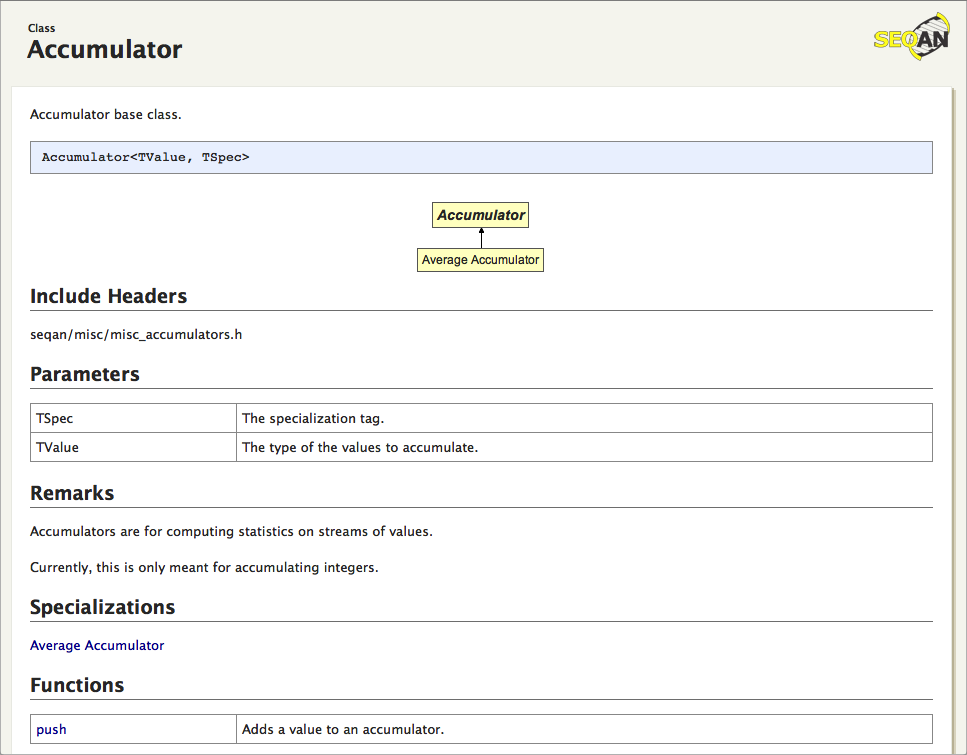 Class
Accumulator
SEQAN
Accumulator base class.
Accumulator<TValue, TSpec>
Accumulator
Average Accumulator
Include Headers
seqan/misc/misc_accumulators.h
Parameters
TSpec The specialization tag.
TValue The type of the values to accumulate.
Remarks
Accumulators are for computing statistics on streams of values.
Currently, this is only meant for accumulating integers.
Specializations
Average Accumulator
Functions
push Adds a value to an accumulator.